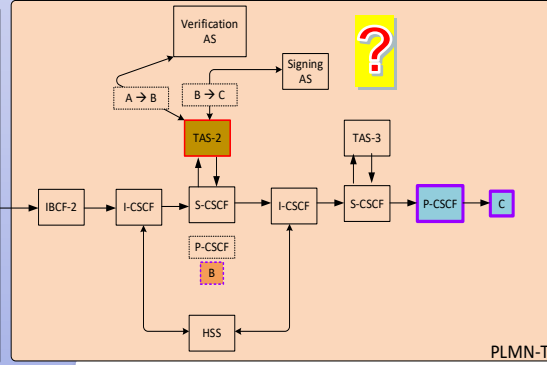 Verification
AS
?
Signing
AS
A → B
B → C
TAS-2
TAS-3
IBCF-2
I-CSCF
S-CSCF
I-CSCF
S-CSCF
P-CSCF
C
P-CSCF
B
HSS
PLMN-T